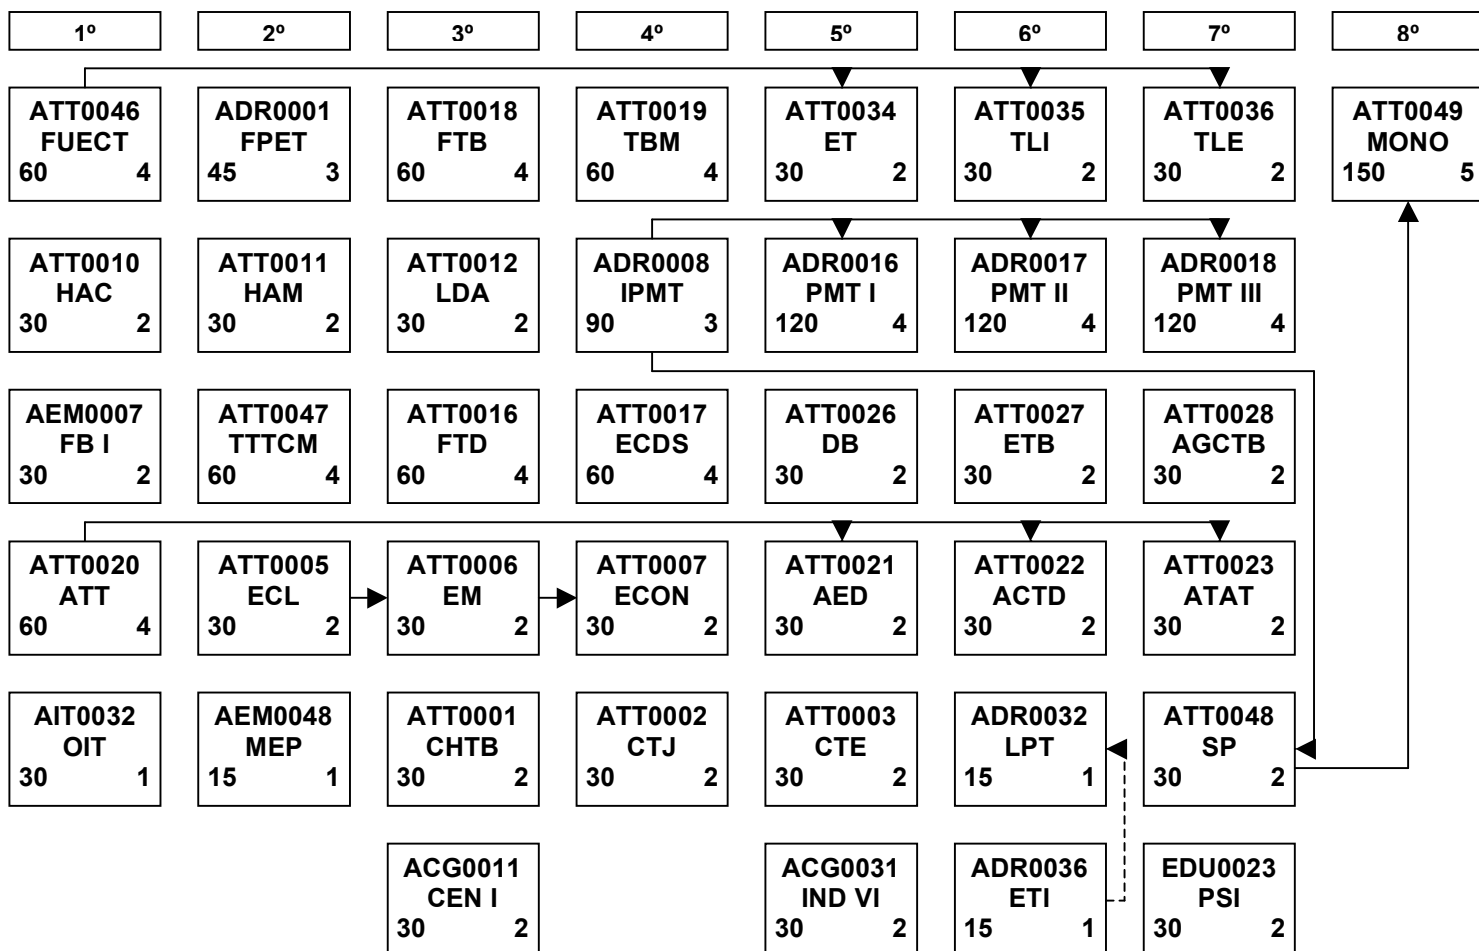 1º 2º 3º 4º 5º 6º 7º 8º
ATT0046 ADR0001 ATT0018 ATT0019 ATT0034 ATT0035 ATT0036 ATT0049
FUECT FPET FTB TBM ET TLI TLE MONO
60 4 45 3 60 4 60 4 30 2 30 2 30 2 150 5
ATT0010 ATT0011 ATT0012 ADR0008 ADR0016 ADR0017 ADR0018
HAC HAM LDA IPMT PMT I PMT II PMT III
30 2 30 2 30 2 90 3 120 4 120 4 120 4
AEM0007 ATT0047 ATT0016 ATT0017 ATT0026 ATT0027 ATT0028
FB I TTTCM FTD ECDS DB ETB AGCTB
30 2 60 4 60 4 60 4 30 2 30 2 30 2
ATT0020 ATT0005 ATT0006 ATT0007 ATT0021 ATT0022 ATT0023
ATT ECL EM ECON AED ACTD ATAT
60 4 30 2 30 2 30 2 30 2 30 2 30 2
AIT0032 AEM0048 ATT0001 ATT0002 ATT0003 ADR0032 ATT0048
OIT MEP CHTB CTJ CTE LPT SP
30 1 15 1 30 2 30 2 30 2 15 1 30 2
ACG0011 ACG0031 ADR0036 EDU0023
CEN I IND VI ETI PSI
30 2 30 2 15 1 30 2